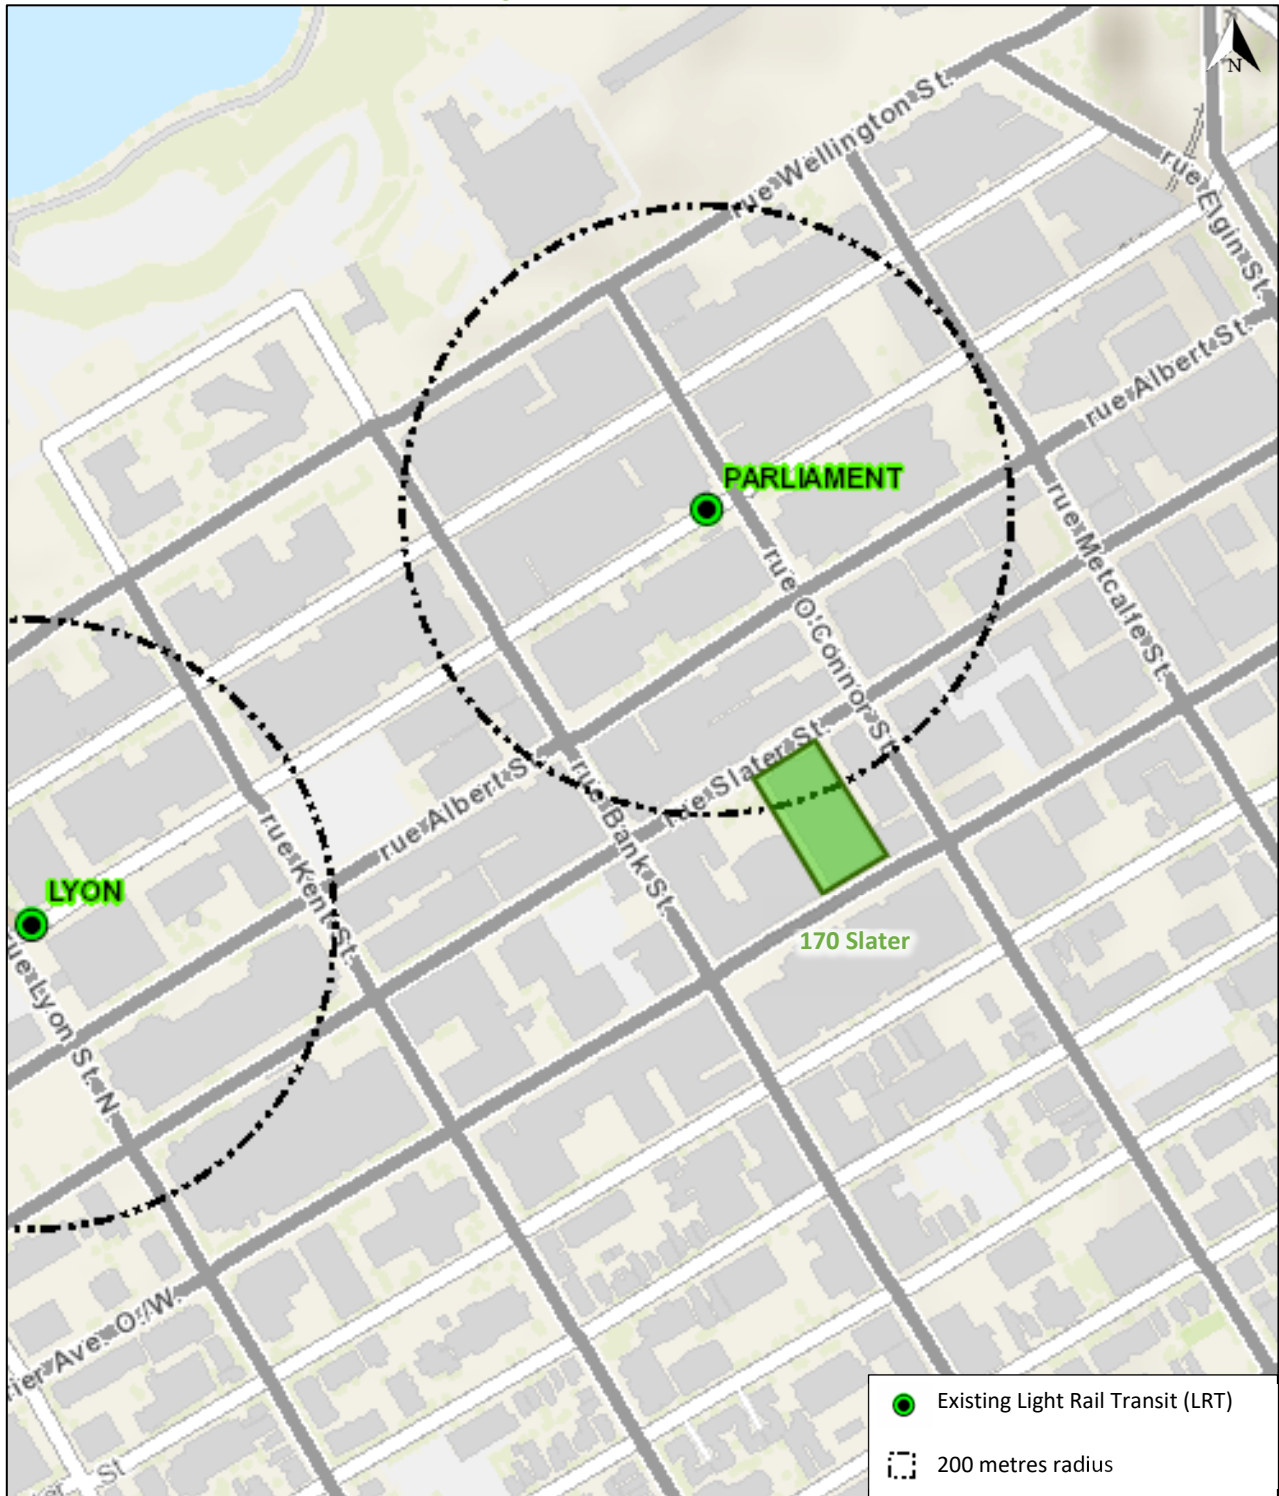 N
rue Wellington St.
rue Elgin St.
rue Albert St.
PARLIAMENT
rue Metcalfe St.
rue O'Connor St.
rue Slater St.
rue Albert S
rue Bank St.
rue Kent St.
LYON
170 Slater
rue Lyon St. N
rier Ave. O/W.
St
Existing Light Rail Transit (LRT)
200 metres radius